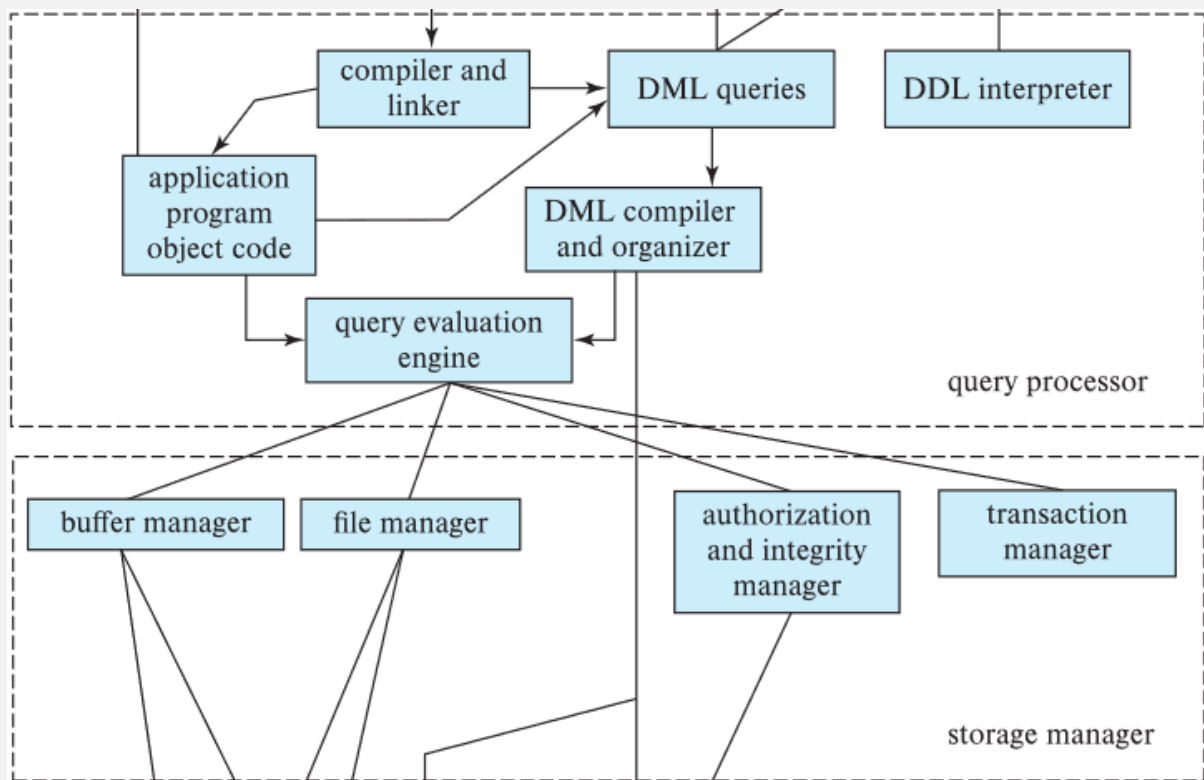 compiler and
linker
DML queries
DDL interpreter
application
program
object code
DML compiler
and organizer
query evaluation
engine
query processor
buffer manager
file manager
authorization
and integrity
manager
transaction
manager
storage manager